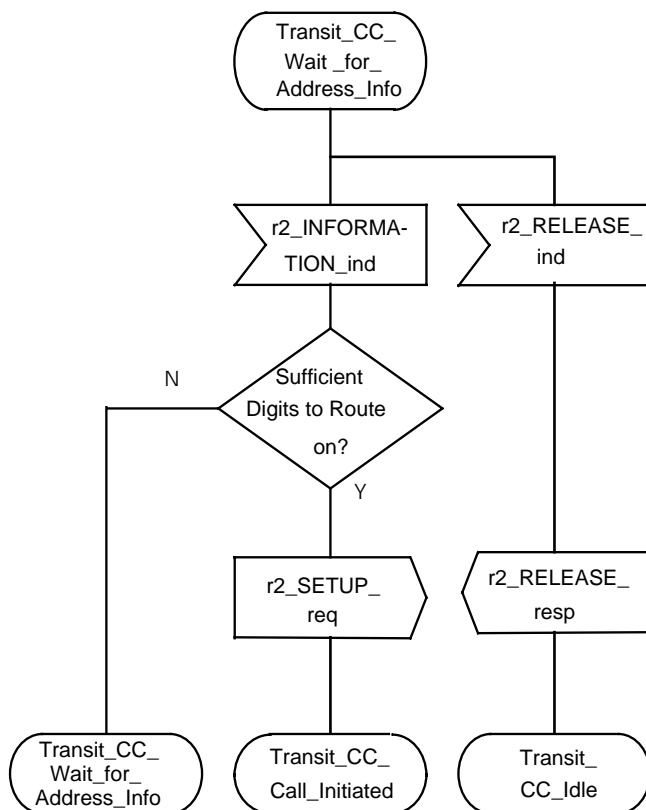 Transit_CC_
Wait _for_
Address_Info
r2_INFORMA-
TION_ind
r2_RELEASE_
ind
N
Sufficient
Digits to Route
on?
Y
r2_SETUP_
req
r2_RELEASE_
resp
Transit_CC_
Wait_for_
Address_Info
Transit_CC_
Call_Initiated
Transit_
CC_Idle